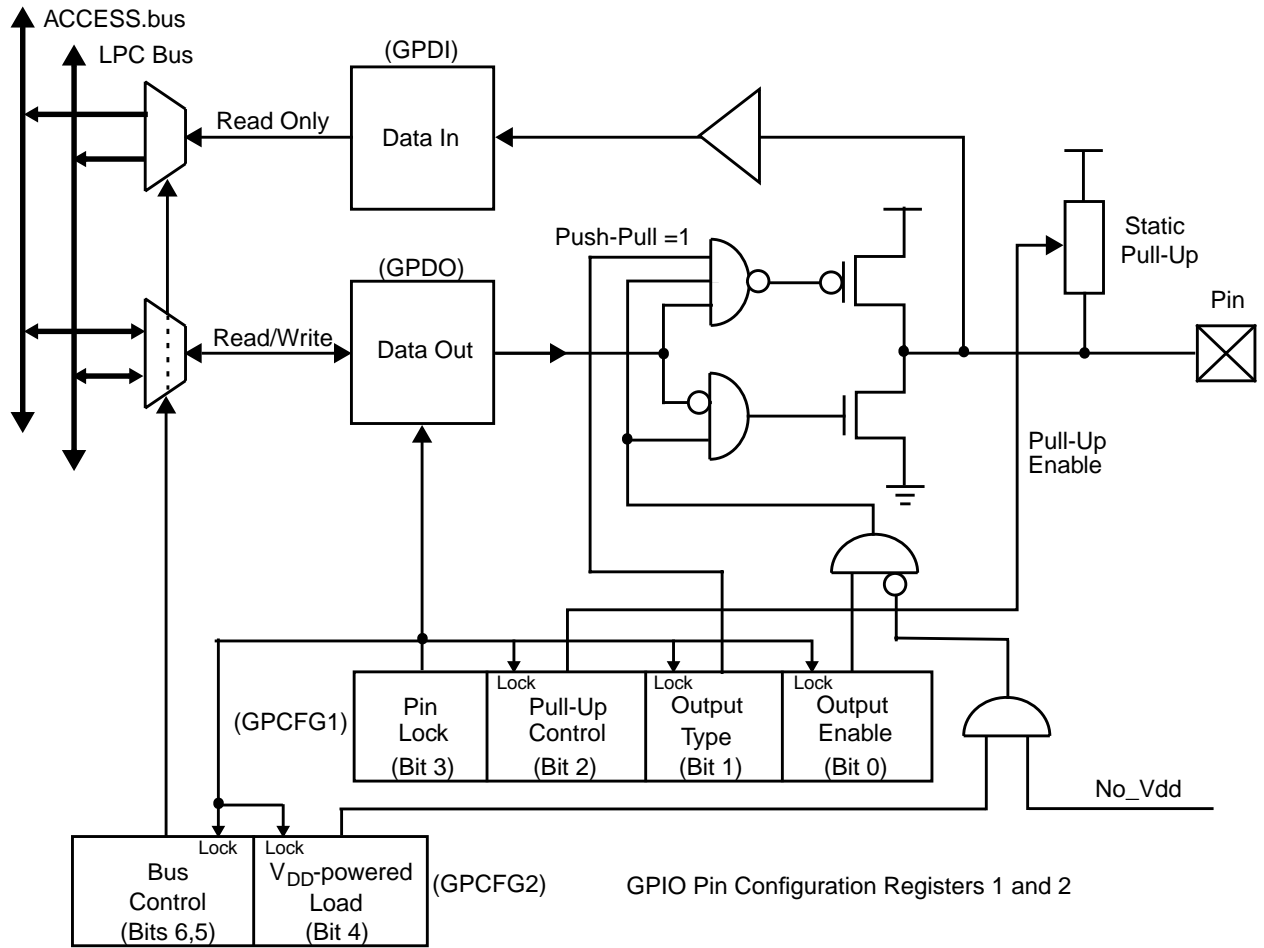 ACCESS.bus
LPC Bus
(GPDI)
Read Only
Data In
Static
Pull-Up
Push-Pull =1
(GPDO)
Pin
Read/Write
Data Out
Pull-Up
Enable
(GPCFG1)
Pin
Lock
(Bit 3)
Lock
Pull-Up
Control
(Bit 2)
Lock
Output
Type
(Bit 1)
Lock
Output
Enable
(Bit 0)
No_Vdd
Lock
Bus
Control
(Bits 6,5)
Lock
VDD-powered
Load
(Bit 4)
(GPCFG2)
GPIO Pin Configuration Registers 1 and 2